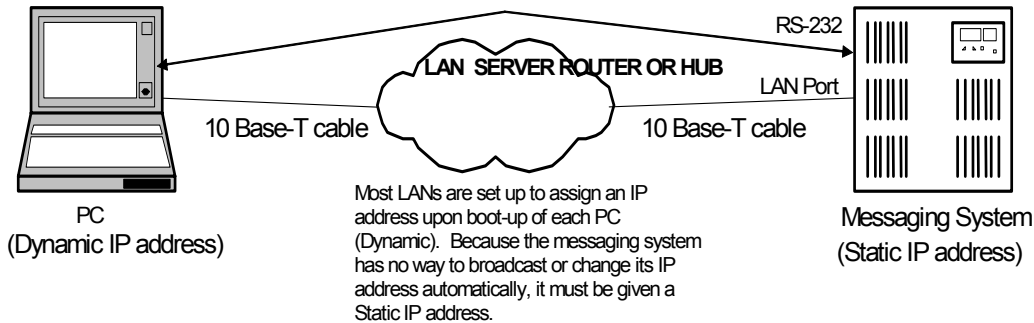 RS-232
LAN SERVER ROUTER OR HUB
LAN Port
10 Base-T cable
10 Base-T cable
PC
(Dynamic IP address)
Most LANs are set up to assign an IP
address upon boot-up of each PC
(Dynamic). Because the messaging system
has no way to broadcast or change its IP
address automatically, it must be given a
Static IP address.
Messaging System
(Static IP address)